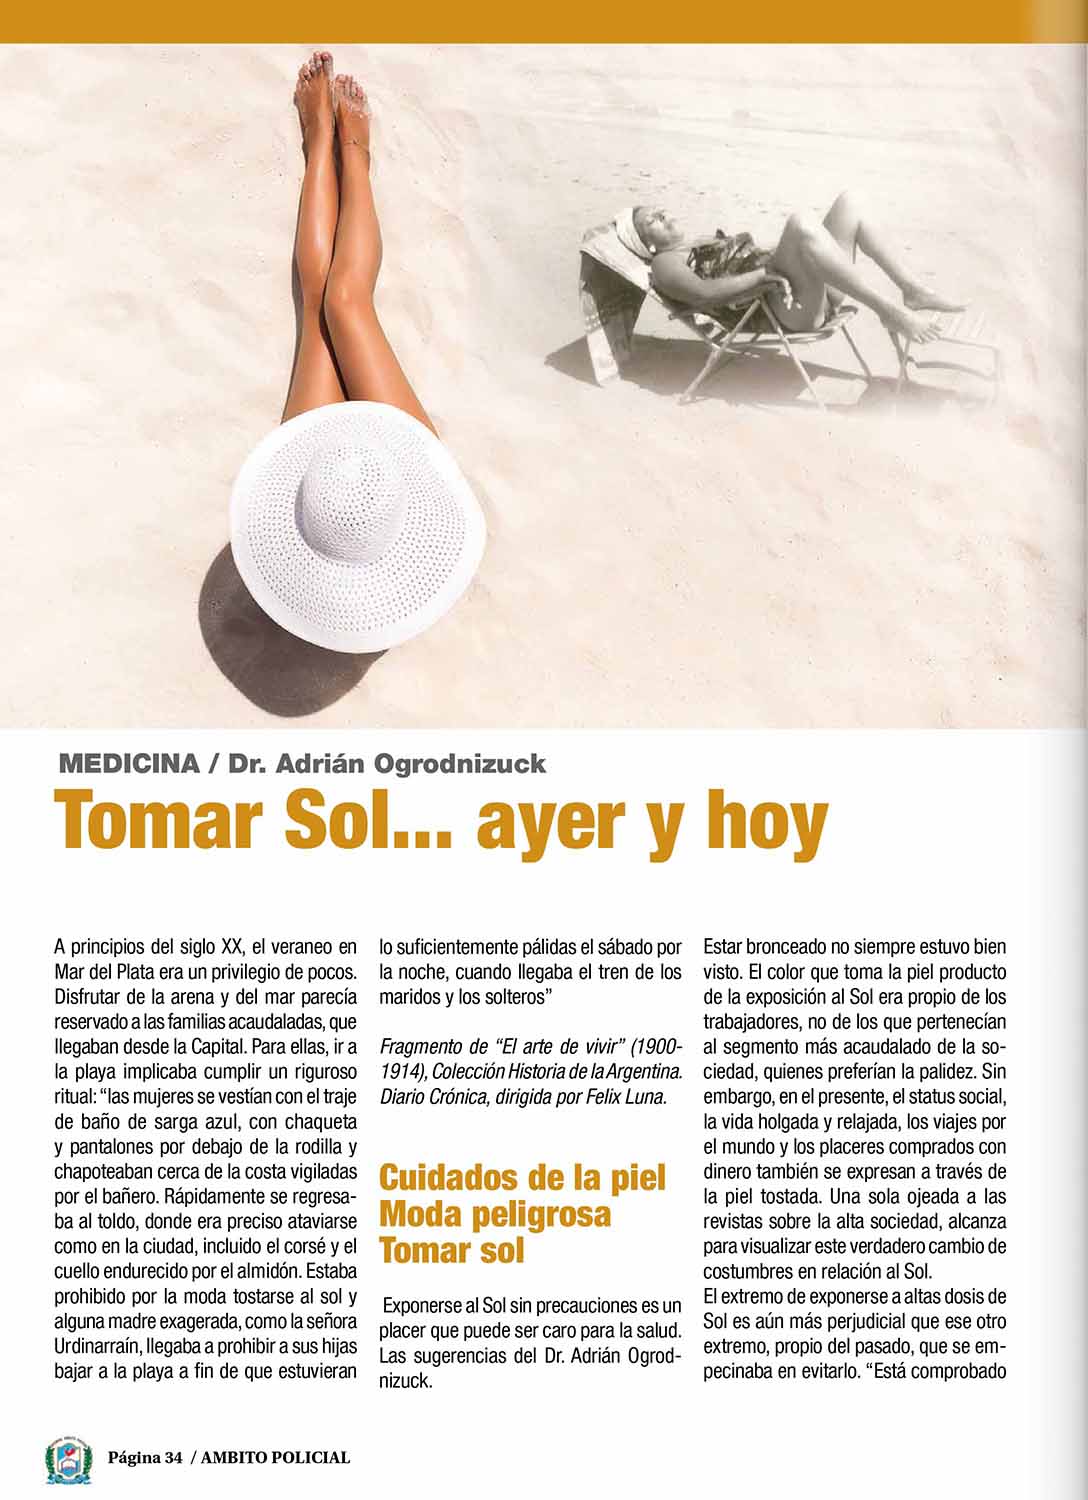 MEDICINA / Dr. Adrián Ogrodnizuck
Tomar Sol... ayer y hoy
A principios del siglo XX, el veraneo en
Mar del Plata era un privilegio de pocos.
Disfrutar de la arena y del mar parecía
reservado a las familias acaudaladas, que
llegaban desde la Capital. Para ellas, ir a
la playa implicaba cumplir un riguroso
ritual: “las mujeres se vestían con el traje
de baño de sarga azul, con chaqueta
y pantalones por debajo de la rodilla y
chapoteaban cerca de la costa vigiladas
por el bañero. Rápidamente se regresa-
ba al toldo, donde era preciso ataviarse
como en la ciudad, incluido el corsé y el
cuello endurecido por el almidón. Estaba
prohibido por la moda tostarse al sol y
alguna madre exagerada, como la señora
Urdinarraín, llegaba a prohibir a sus hijas
bajar a la playa a fin de que estuvieran
lo suficientemente pálidas el sábado por
la noche, cuando llegaba el tren de los
maridos y los solteros”
Fragmento de “El arte de vivir” (1900-
1914), Colección Historia de la Argentina.
Diario Crónica, dirigida por Felix Luna.
Cuidados de la piel
Moda peligrosa
Tomar sol
Exponerse al Sol sin precauciones es un
placer que puede ser caro para la salud.
Las sugerencias del Dr. Adrián Ogrod-
nizuck.
Estar bronceado no siempre estuvo bien
visto. El color que toma la piel producto
de la exposición al Sol era propio de los
trabajadores, no de los que pertenecían
al segmento más acaudalado de la so-
ciedad, quienes preferían la palidez. Sin
embargo, en el presente, el status social,
la vida holgada y relajada, los viajes por
el mundo y los placeres comprados con
dinero también se expresan a través de
la piel tostada. Una sola ojeada a las
revistas sobre la alta sociedad, alcanza
para visualizar este verdadero cambio de
costumbres en relación al Sol.
El extremo de exponerse a altas dosis de
Sol es aún más perjudicial que ese otro
extremo, propio del pasado, que se em-
pecinaba en evitarlo. “Está comprobado
Página 34 / AMBITO POLICIAL